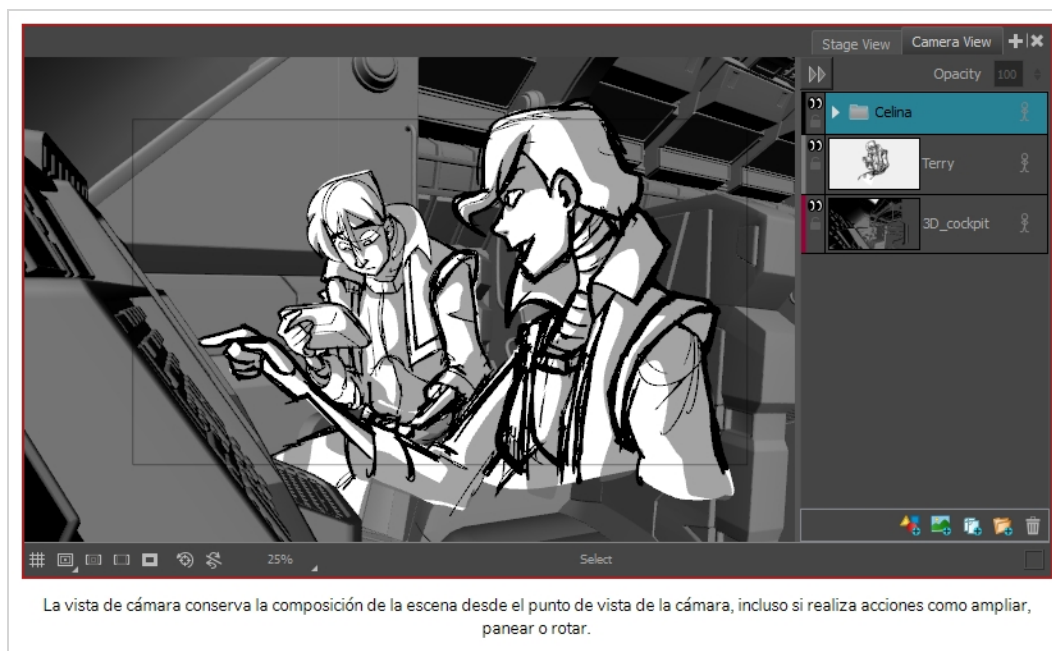 Stage View Camera View
Opacity 100
Celina
Terry
3D_cockpit
25% Select
La vista de cámara conserva la composición de la escena desde el punto de vista de la cámara, incluso si realiza acciones como ampliar,
panear o rotar.